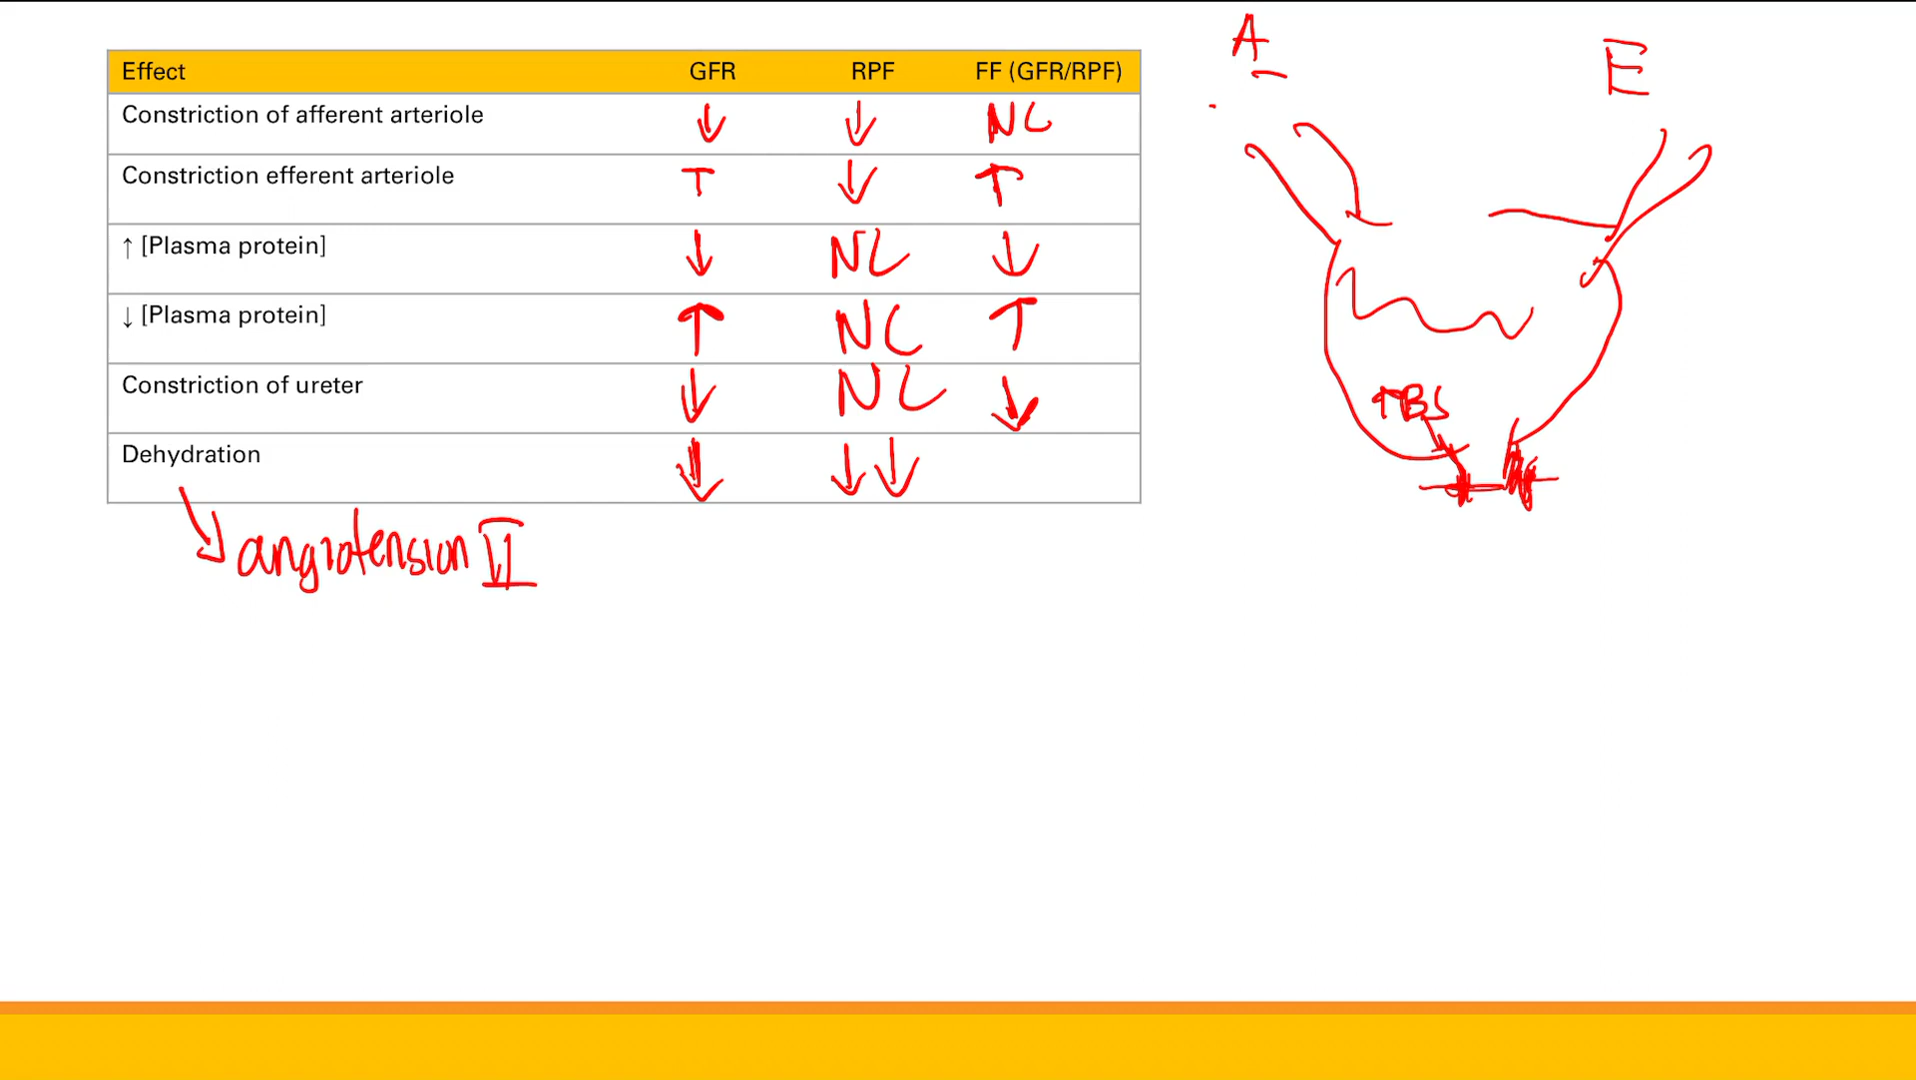 A
E
Effect GFR RPF FF (GFR/RPF)
Constriction of afferent arteriole ↓ ↓ NC
Constriction efferent arteriole ↑ ↓ ↑
↑ [Plasma protein] ↓ NC ↓
↓ [Plasma protein] ↑ NC ↑
Constriction of ureter ↓ NC ↓
↑BS
Dehydration ↓ ↓↓
angiotension II